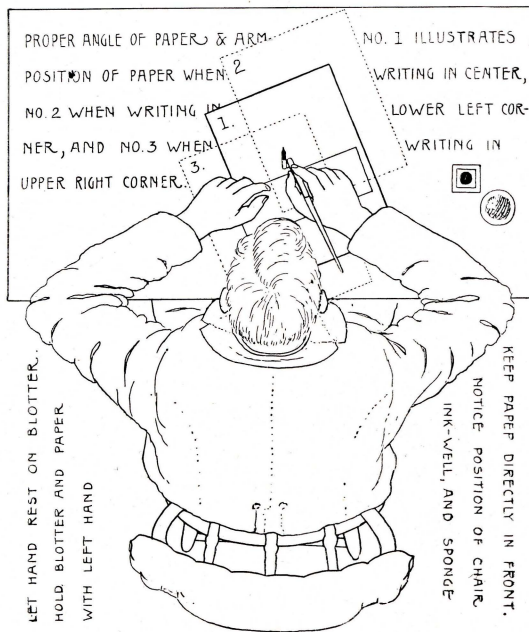 PROPER ANGLE OF PAPER & ARM. NO. 1 ILLUSTRATES
POSITION OF PAPER WHEN WRITING IN CENTER,
NO. 2 WHEN WRITING IN LOWER LEFT COR-
NER, AND NO. 3 WHEN WRITING IN
UPPER RIGHT CORNER.
2
1
3.
LET HAND REST ON BLOTTER.
HOLD BLOTTER AND PAPER
WITH LEFT HAND
KEEP PAPER DIRECTLY IN FRONT.
NOTICE POSITION OF CHAIR
INK-WELL, AND SPONGE